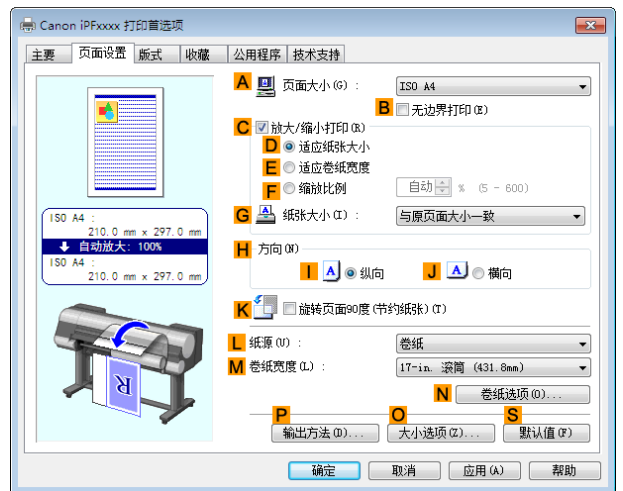 Canon iPFxxxx 打印首选项
主要 页面设置 版式 收藏 公用程序 技术支持
A 页面大小(G) : ISO A4
B 无边界打印(E)
C 放大/缩小打印(R)
D 适应纸张大小
E 适应卷纸宽度
F 缩放比例 自动 % (5 - 600)
ISO A4 :
210.0 mm x 297.0 mm
自动放大: 100%
ISO A4 :
210.0 mm x 297.0 mm
G 纸张大小(I) : 与原页面大小一致
H 方向(N)
I A 纵向 J A 横向
K 旋转页面90度(节约纸张)(T)
L 纸源(U) : 卷纸
M 卷纸宽度(L) : 17-in. 滚筒 (431.8mm)
R
N 卷纸选项(O)...
P O S
输出方法(D)... 大小选项(Z)... 默认值(F)
确定 取消 应用(A) 帮助